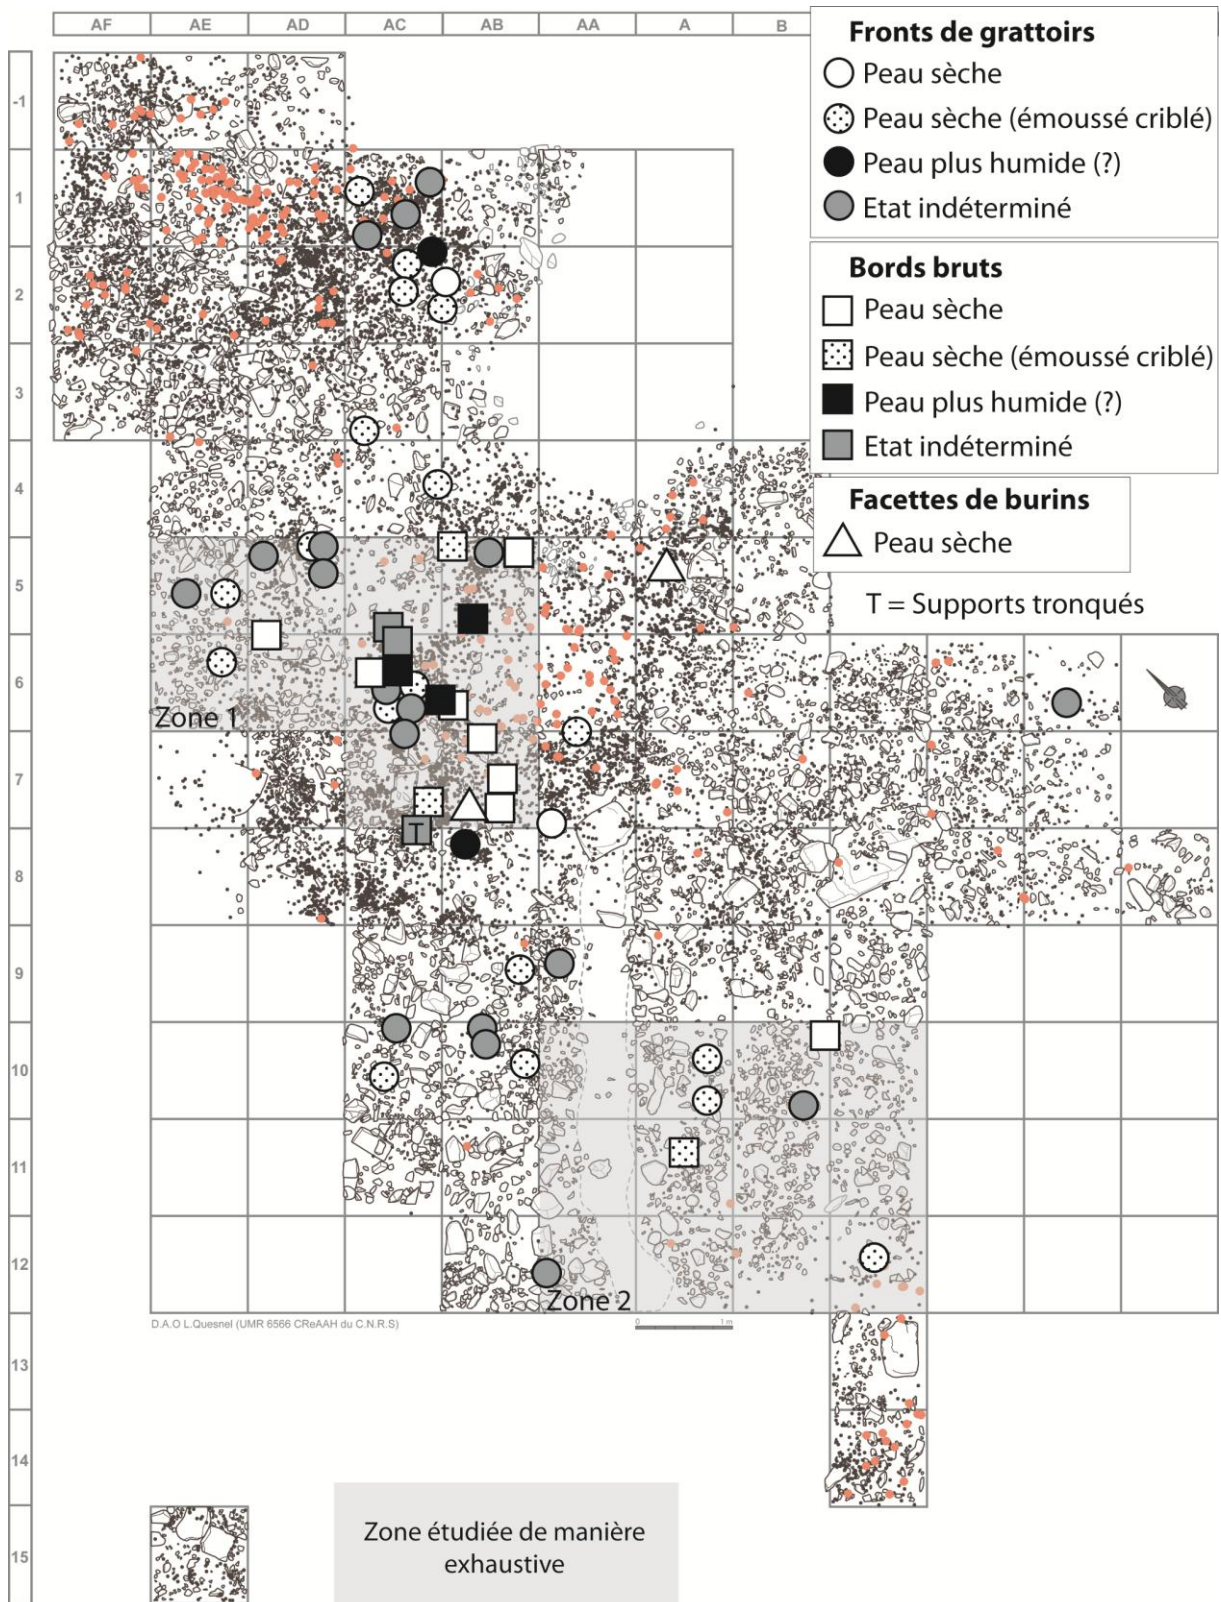 AF AE AD AC AB AA A B
-1
1
2
3
4
5
6
7
8
9
10
11
12
13
14
15
Fronts de grattoirs
Peau sèche
Peau sèche (émoussé criblé)
Peau plus humide (?)
Etat indéterminé
Bords bruts
Peau sèche
Peau sèche (émoussé criblé)
Peau plus humide (?)
Etat indéterminé
Facettes de burins
Peau sèche
T = Supports tronqués
Zone 1
T
Zone 2
D.A.O L.Quesnel (UMR 6566 CReAAH du C.N.R.S)
0 1 m
Zone étudiée de manière
exhaustive